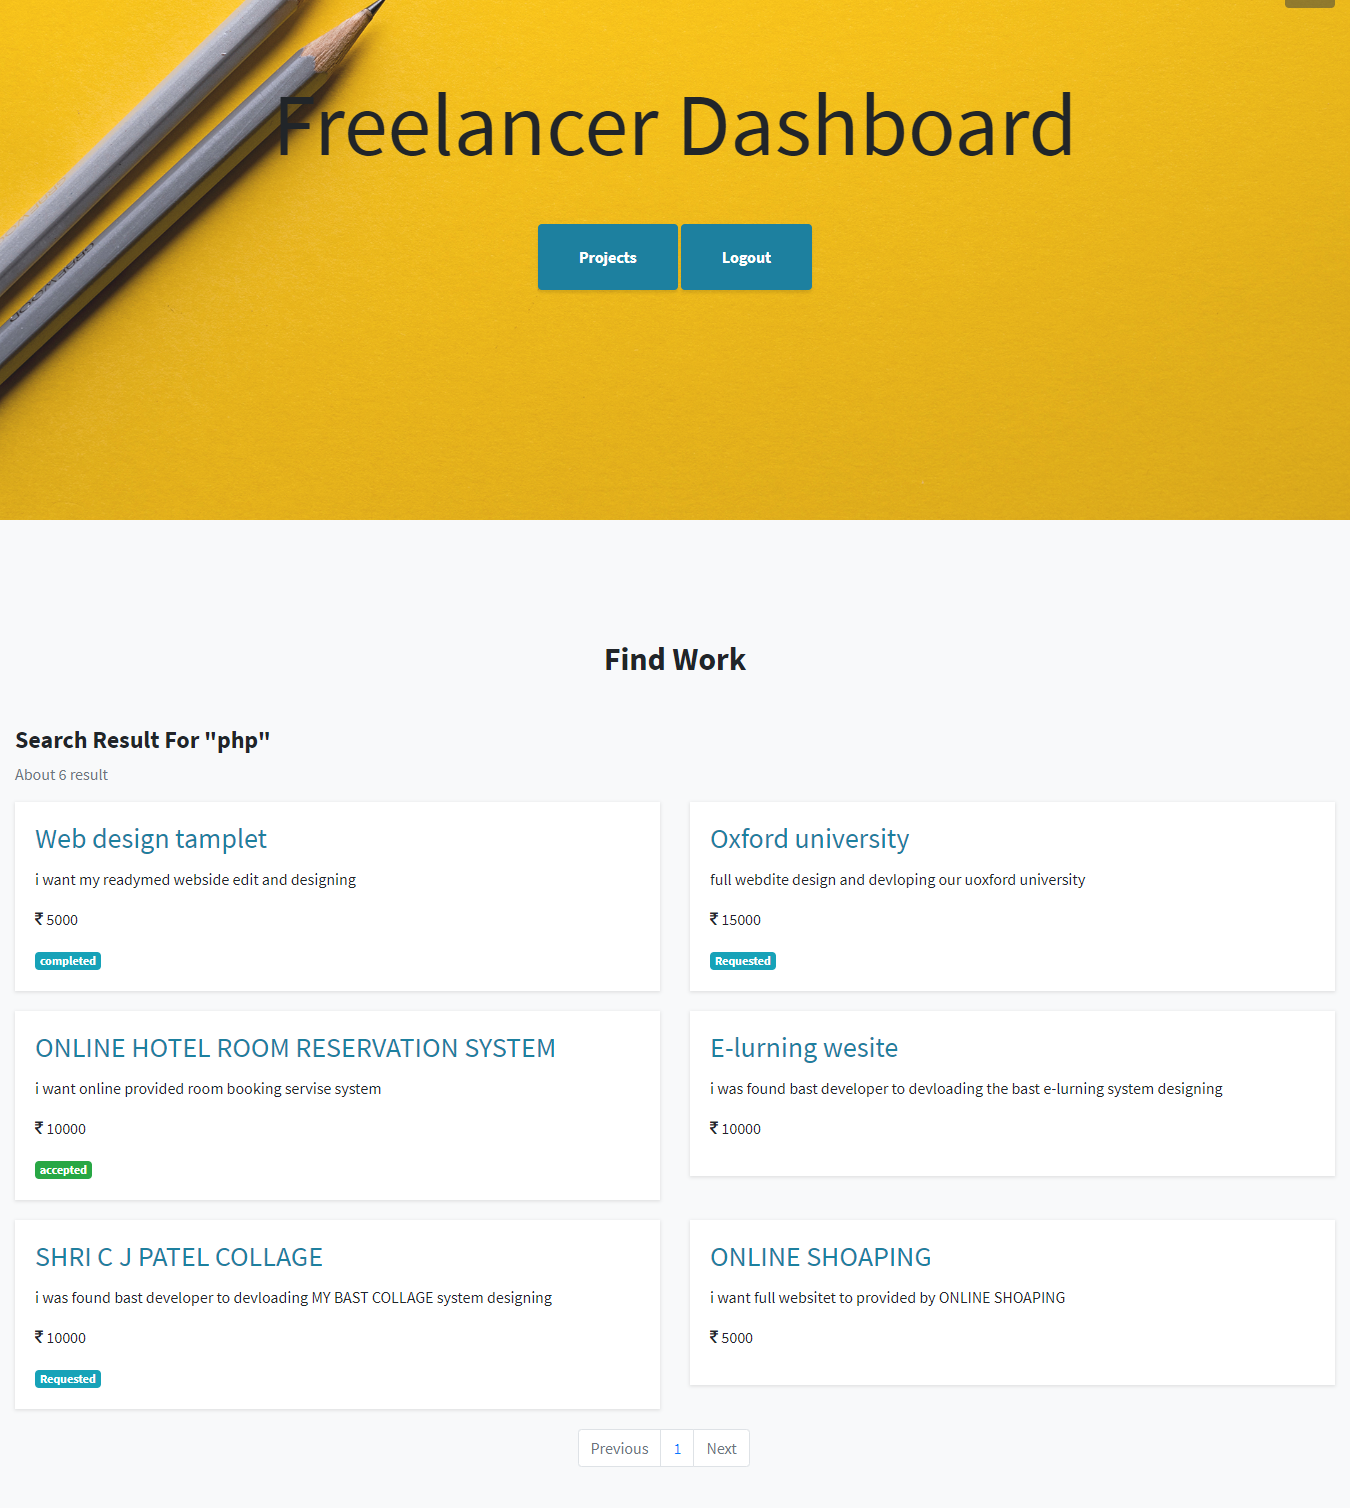 Freelancer Dashboard
Projects
Logout
Find Work
Search Result For "php"
About 6 result
Web design tamplet
i want my readymed webside edit and designing
₹ 5000
completed
Oxford university
full webdite design and devloping our uoxford university
₹ 15000
Requested
ONLINE HOTEL ROOM RESERVATION SYSTEM
i want online provided room booking servise system
₹ 10000
accepted
E-lurning wesite
i was found bast developer to devloading the bast e-lurning system designing
₹ 10000
SHRI C J PATEL COLLAGE
i was found bast developer to devloading MY BAST COLLAGE system designing
₹ 10000
Requested
ONLINE SHOAPING
i want full websitet to provided by ONLINE SHOAPING
₹ 5000
Previous
1
Next